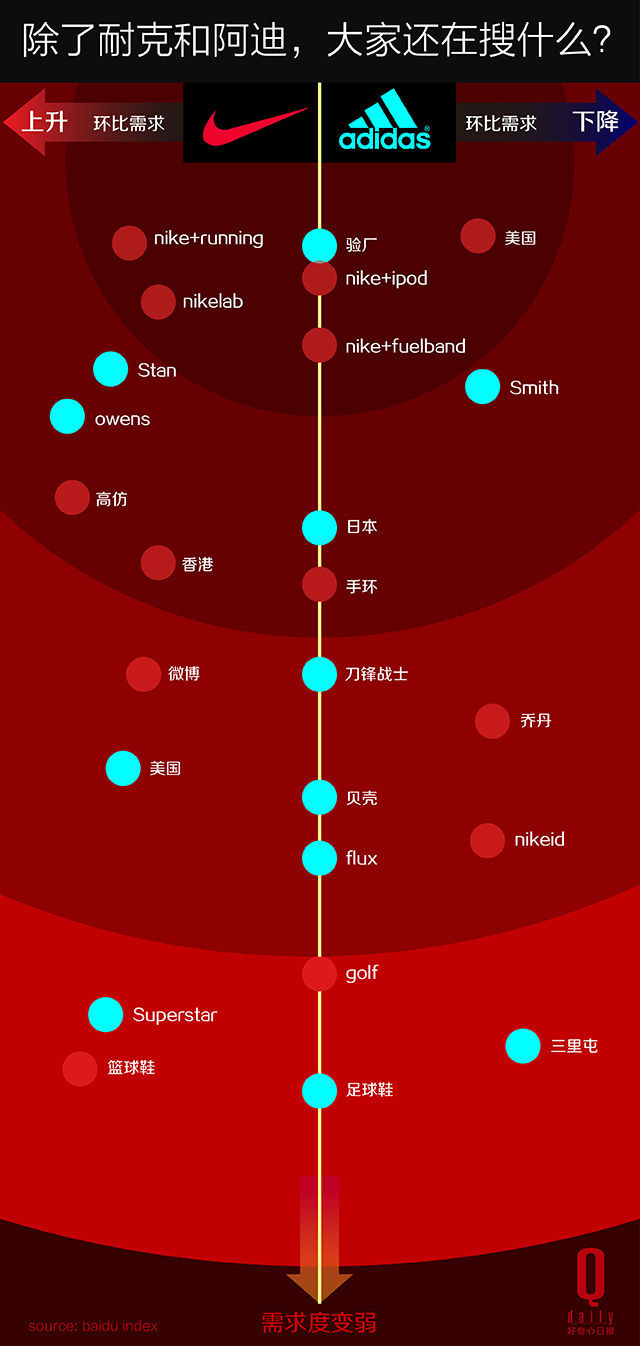 除了耐克和阿迪，大家还在搜什么？
上升 环比需求
adidas®
环比需求 下降
nike+running
验厂
美国
nike+ipod
nikelab
nike+fuelband
Stan
Smith
owens
高仿
日本
香港
手环
微博
刀锋战士
乔丹
美国
贝壳
nikeid
flux
golf
Superstar
三里屯
篮球鞋
足球鞋
需求度变弱
source: baidu index
Q
daily
好奇心日报